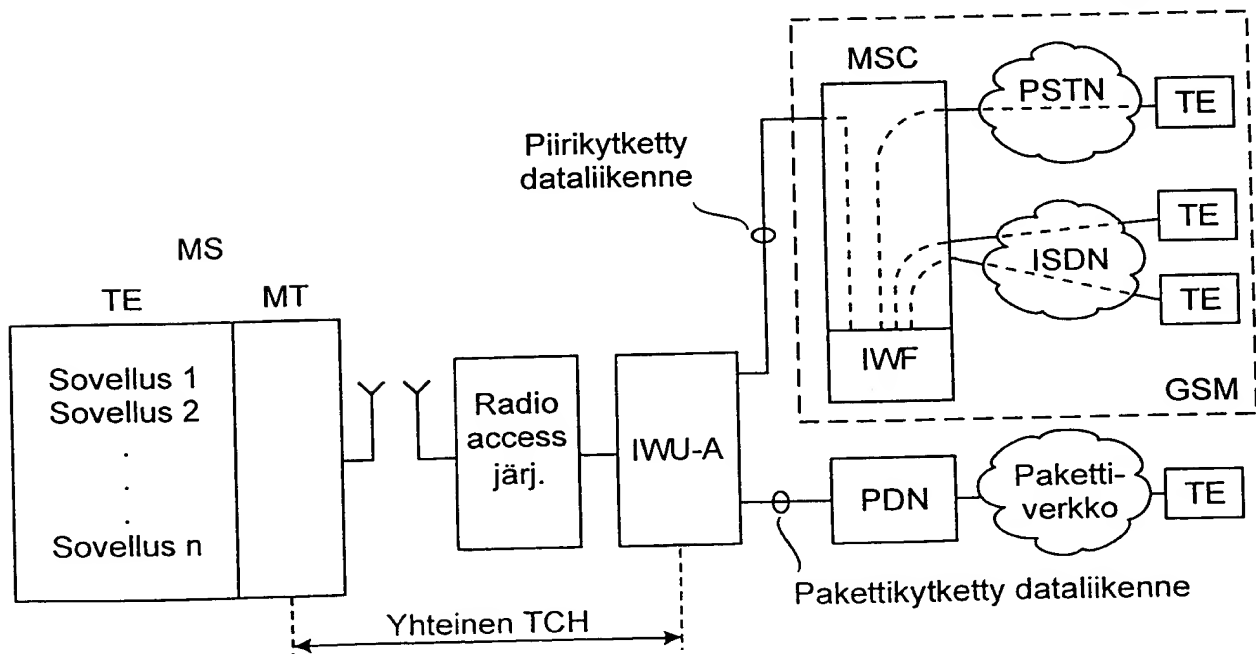 MSC
PSTN
TE
Piirikytketty
dataliikenne
TE
ISDN
MS
TE
TE
MT
IWF
Sovellus 1
Sovellus 2
.
.
.
Sovellus n
Radio
access
järj.
IWU-A
GSM
PDN
Paketti-
verkko
TE
Pakettikytketty dataliikenne
Yhteinen TCH